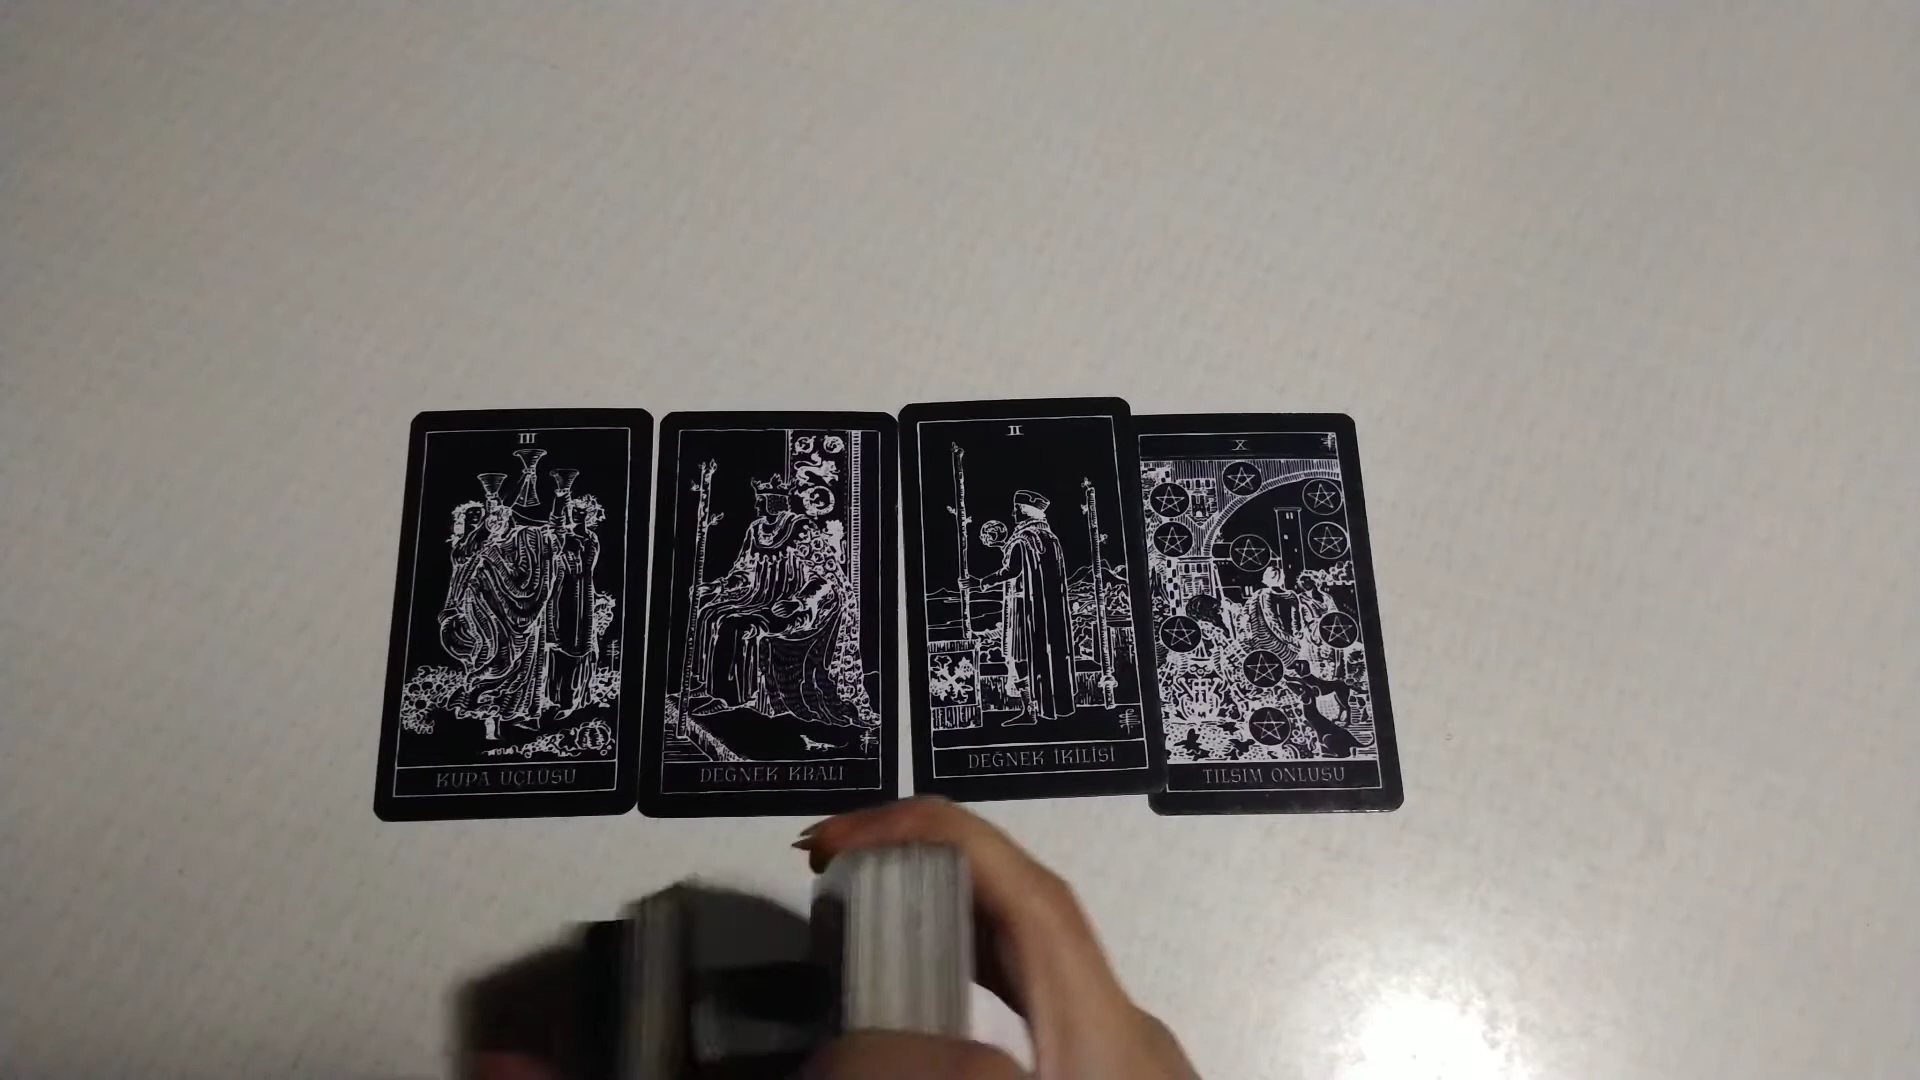 III
KUPA ÜÇLÜSÜ
DEĞNEK KRALI
II
DEĞNEK İKİLİSİ
X
TILSIM ONLUSU